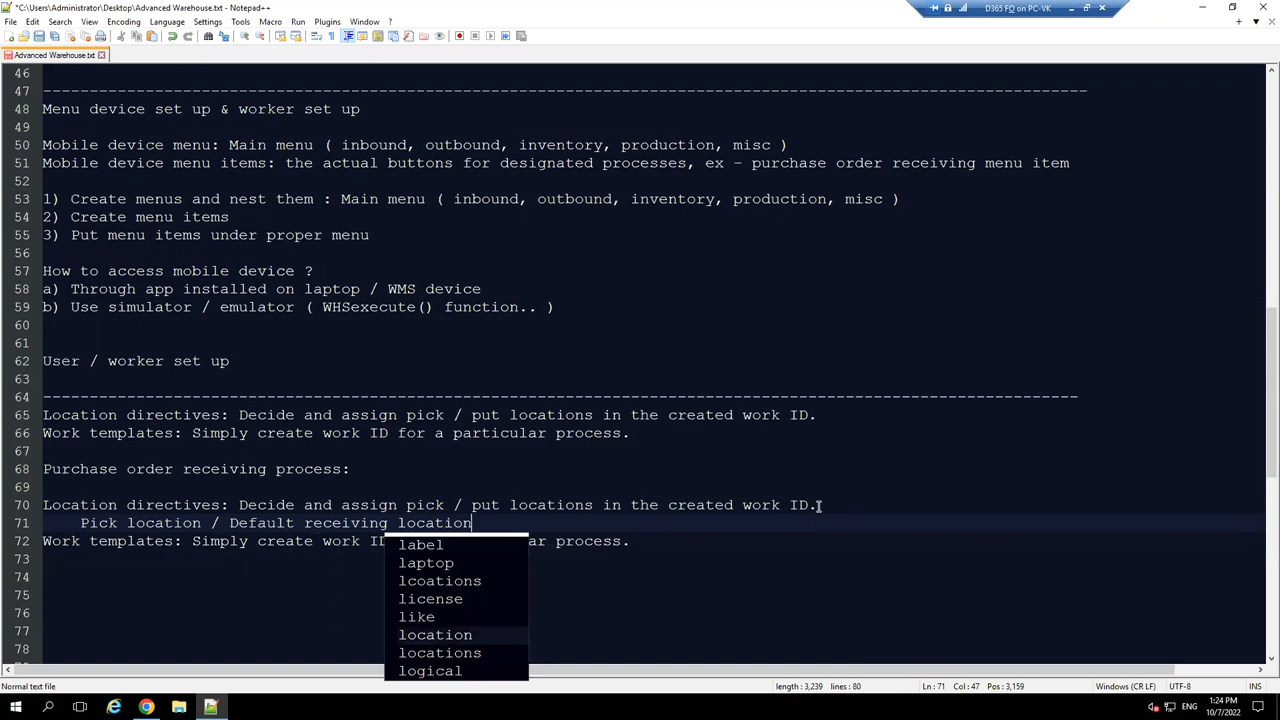 *C:\Users\Administrator\Desktop\Advanced Warehouse.txt - Notepad++
D365 FO on PC-VK
File Edit Search View Encoding Language Settings Tools Macro Run Plugins Window ?
Advanced Warehouse.txt
46
47 ----------------------------------------------------------------------------------------------------------------
48 Menu device set up & worker set up
49
50 Mobile device menu: Main menu ( inbound, outbound, inventory, production, misc )
51 Mobile device menu items: the actual buttons for designated processes, ex - purchase order receiving menu item
52
53 1) Create menus and nest them : Main menu ( inbound, outbound, inventory, production, misc )
54 2) Create menu items
55 3) Put menu items under proper menu
56
57 How to access mobile device ?
58 a) Through app installed on laptop / WMS device
59 b) Use simulator / emulator ( WHSexecute() function.. )
60
61
62 User / worker set up
63
64 ---------------------------------------------------------------------------------------------------------------
65 Location directives: Decide and assign pick / put locations in the created work ID.
66 Work templates: Simply create work ID for a particular process.
67
68 Purchase order receiving process:
69
70 Location directives: Decide and assign pick / put locations in the created work ID.
71 Pick location / Default receiving location
72 Work templates: Simply create work ID ar process.
label
73
laptop
74
lcoations
75
license
76
like
77
location
78
locations
logical
Normal text file length : 3,239 lines : 80 Ln : 71 Col : 47 Pos : 3,159 Windows (CR LF) UTF-8 INS
ENG
1:24 PM
10/7/2022